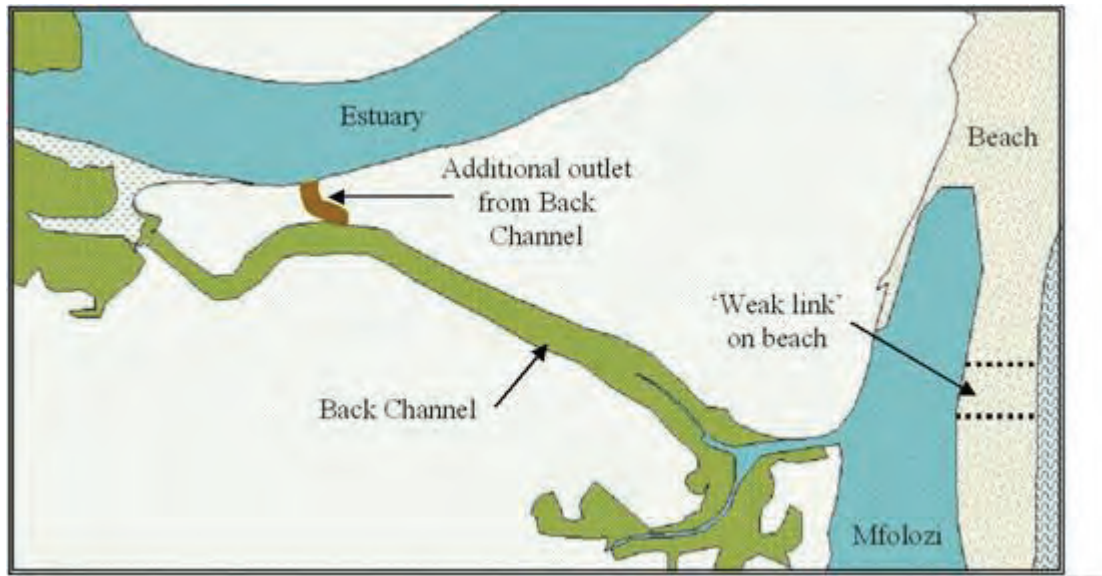 Estuary
Additional outlet
from Back
Channel
Beach
'Weak link'
on beach
Back Channel
Mfolozi